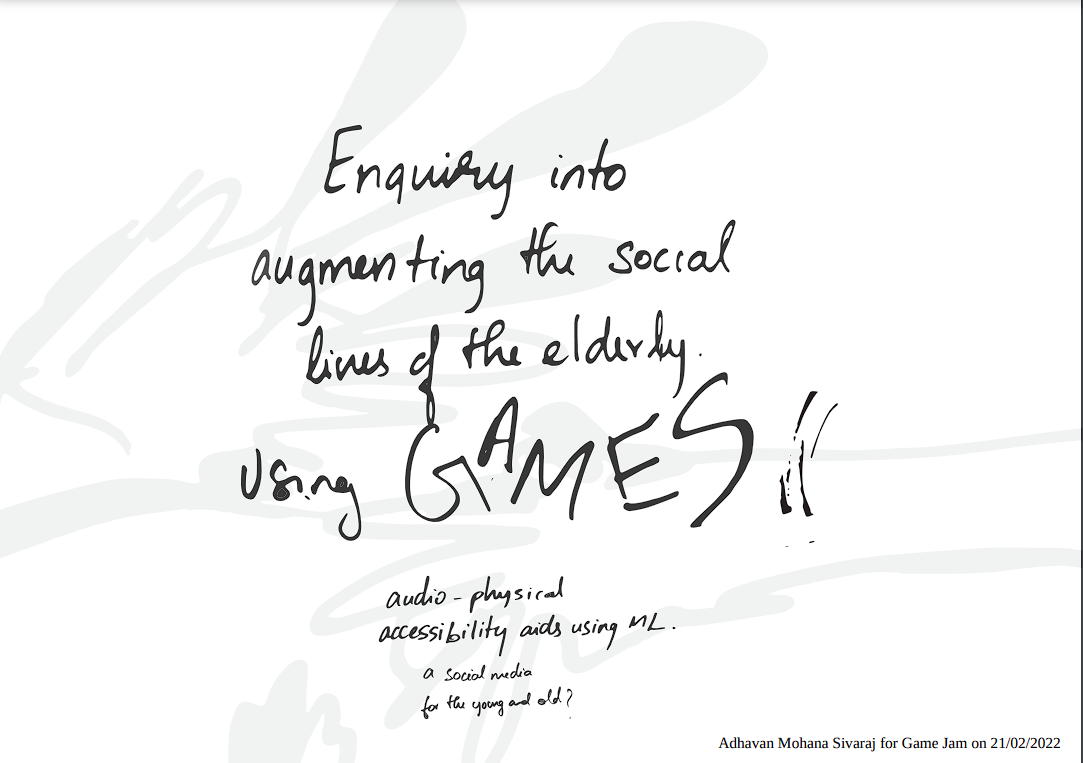 Enquiry into
augmenting the social
lives of the elderly.
using GAMES!!
audio-physical
accessibility aids using ML.
a social media
for the young and old?
Adhavan Mohana Sivaraj for Game Jam on 21/02/2022